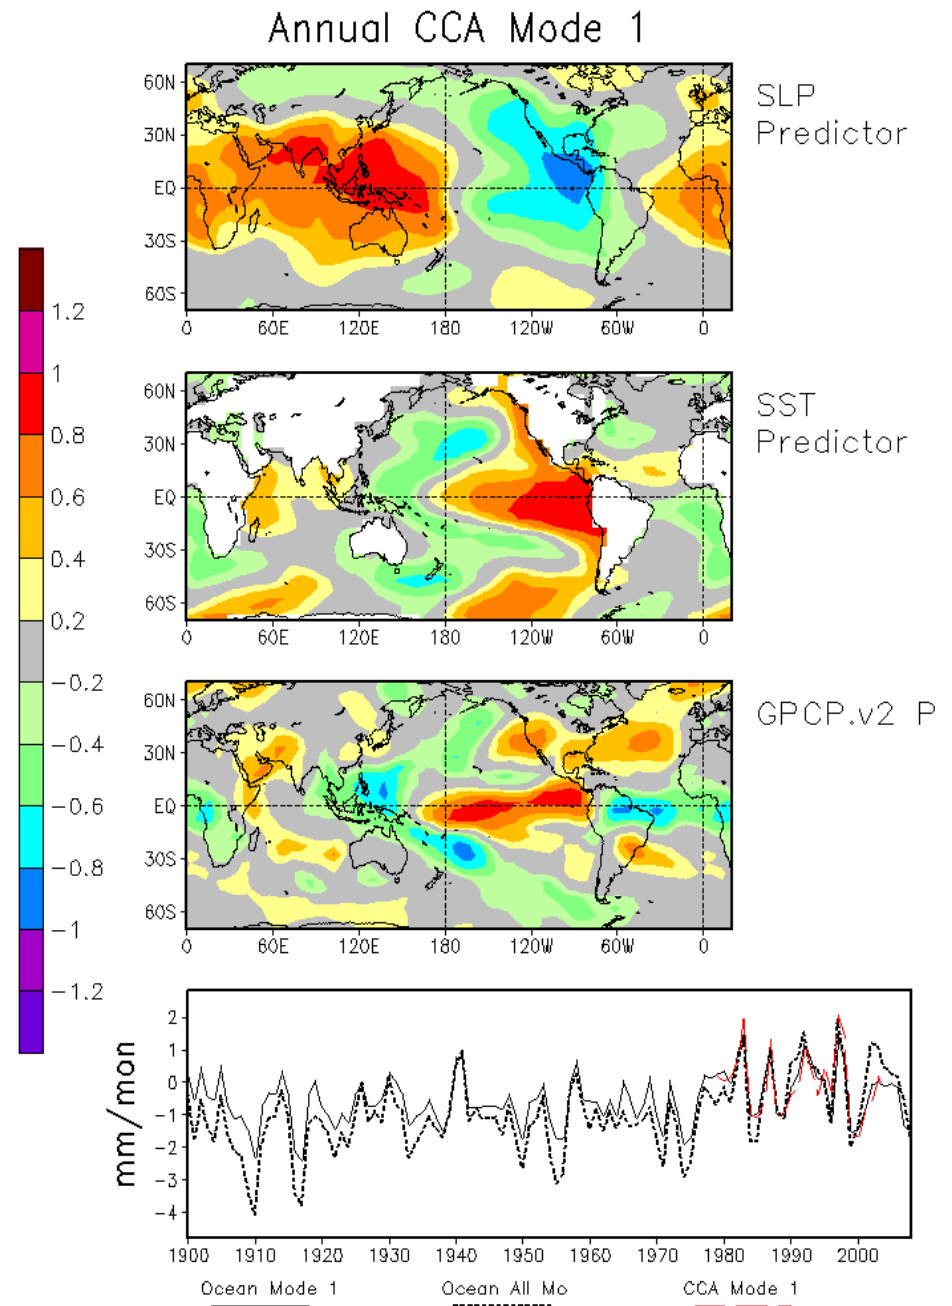 Annual CCA Mode 1
60N
30N
EQ
30S
60S
0 60E 120E 180 120W 60W 0
SLP
Predictor
60N
30N
EQ
30S
60S
0 60E 120E 180 120W 60W 0
SST
Predictor
60N
30N
EQ
30S
60S
0 60E 120E 180 120W 60W 0
GPCP.v2 P
1.2
1
0.8
0.6
0.4
0.2
-0.2
-0.4
-0.6
-0.8
-1
-1.2
mm/mon
2
1
0
-1
-2
-3
-4
1900 1910 1920 1930 1940 1950 1960 1970 1980 1990 2000
Ocean Mode 1 Ocean All Mo CCA Mode 1